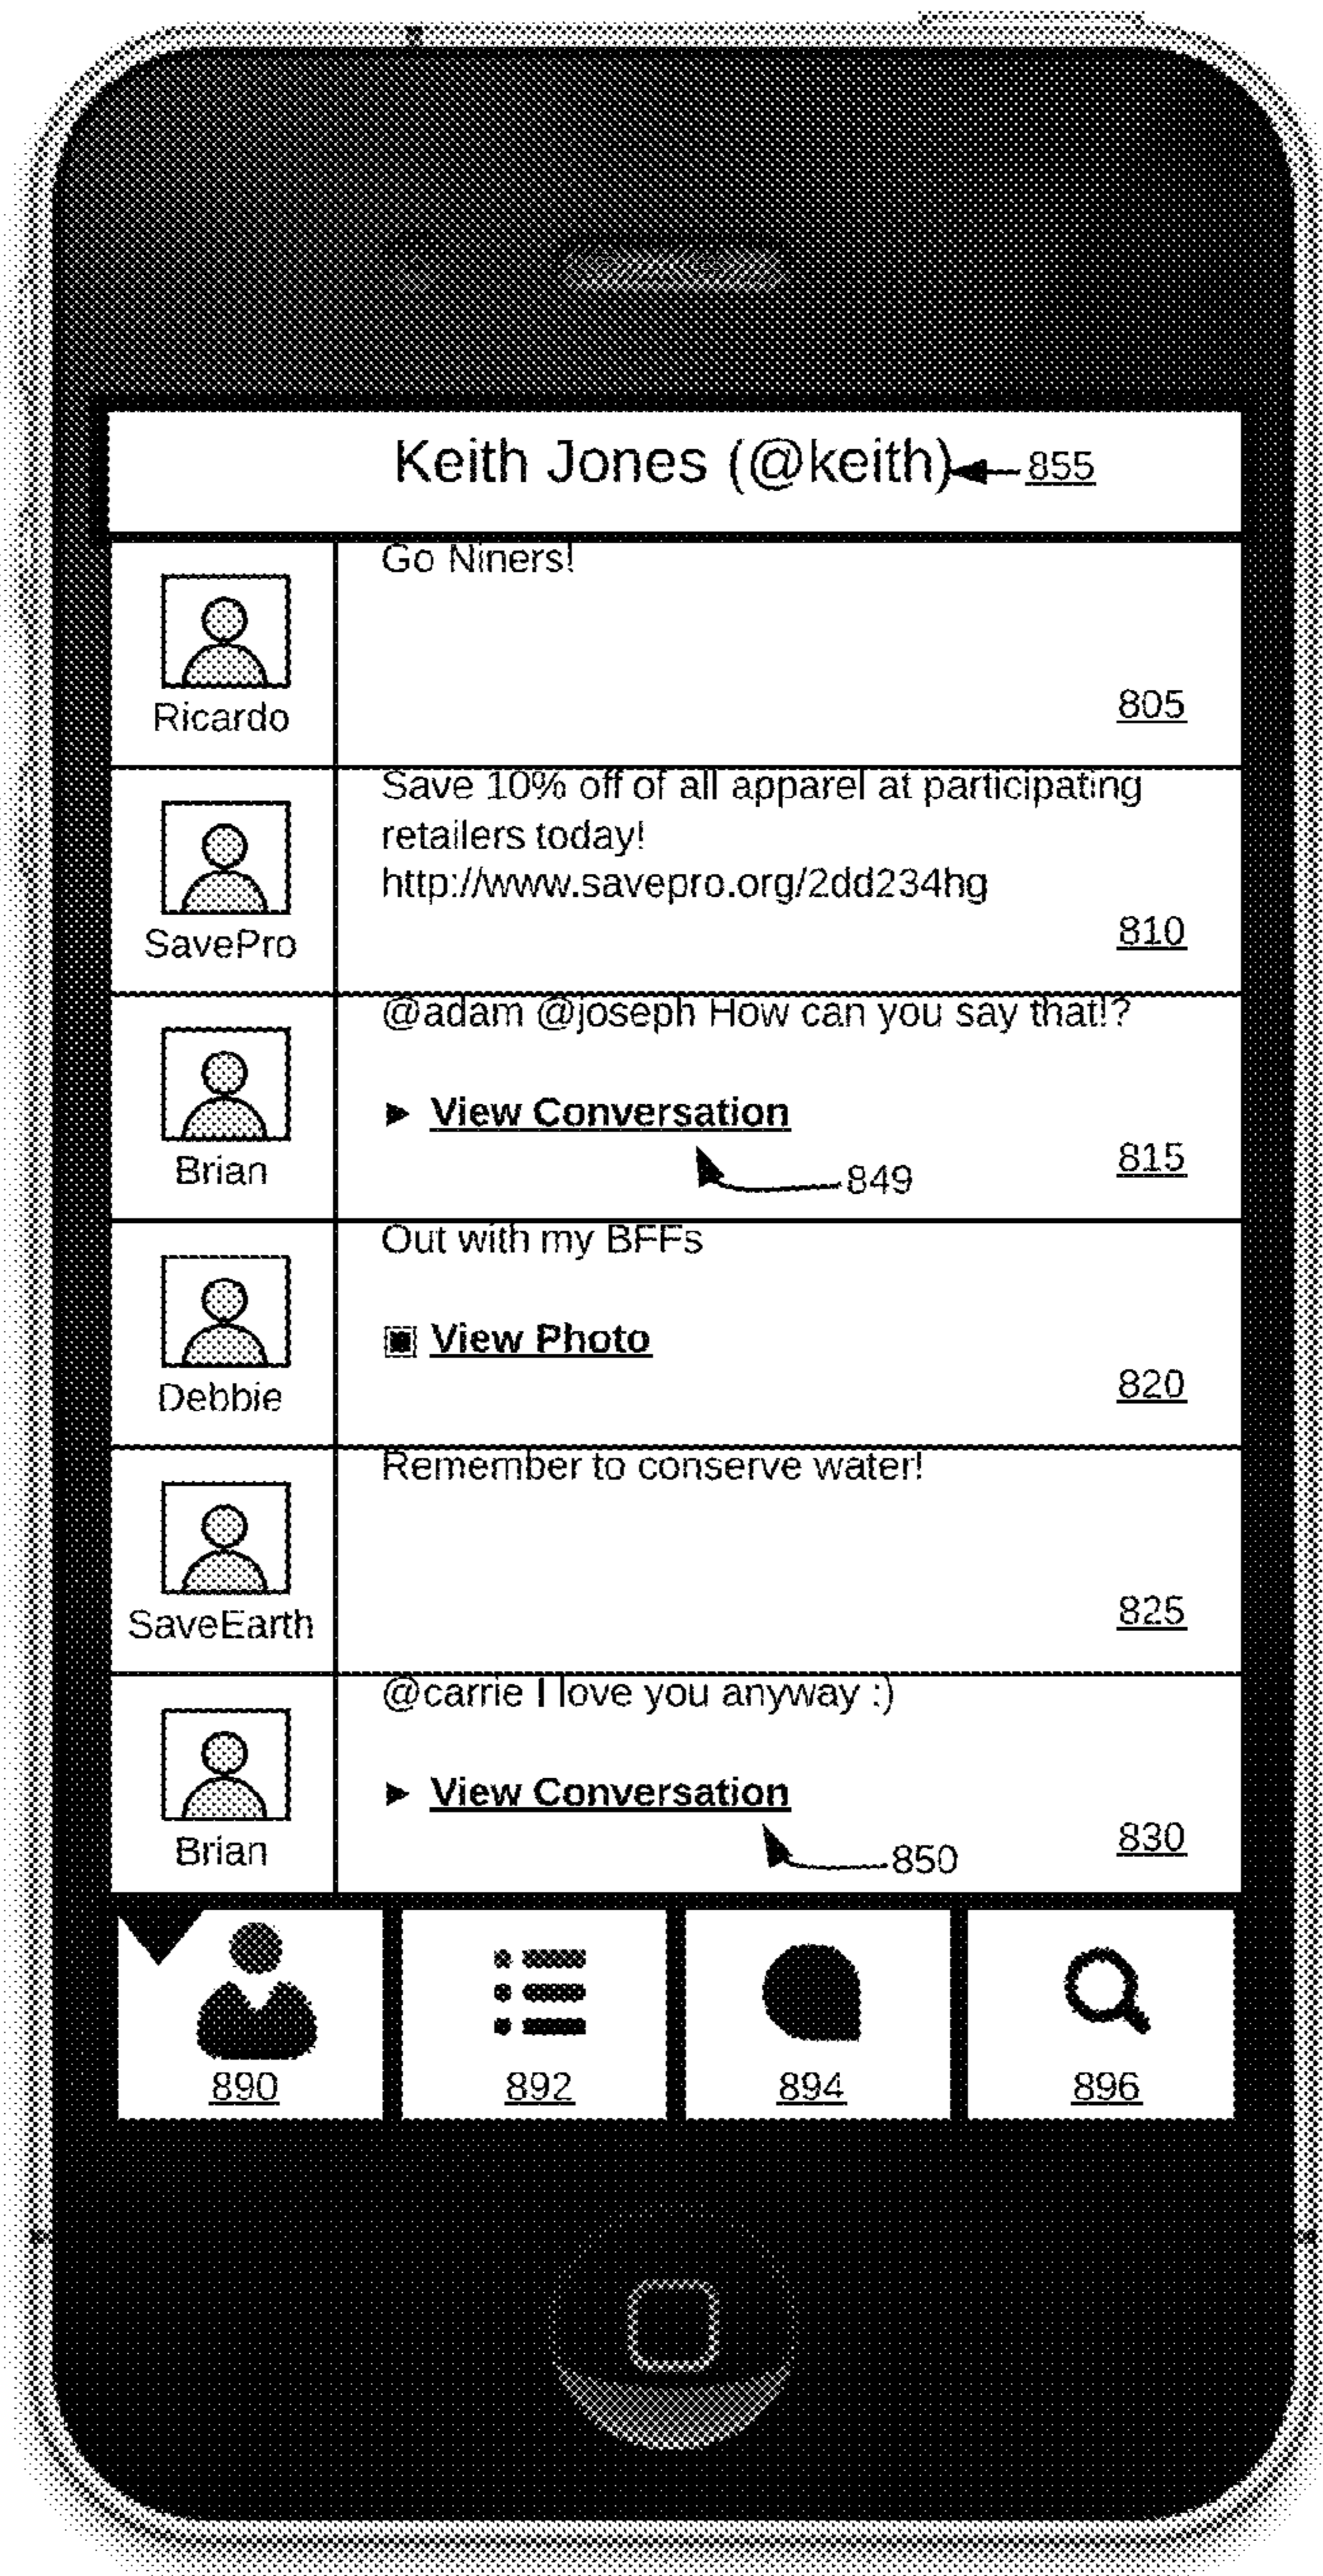 Keith Jones (@keith) 855
Go Niners!
Ricardo
805
Save 10% off of all apparel at participating
retailers today!
http://www.savepro.org/2dd234hg
SavePro
810
@adam @joseph How can you say that!?
View Conversation
Brian
815
849
Out with my BFFs
View Photo
Debbie
820
Remember to conserve water!
SaveEarth
825
@carrie I love you anyway :)
View Conversation
Brian
830
850
890 892 894 896